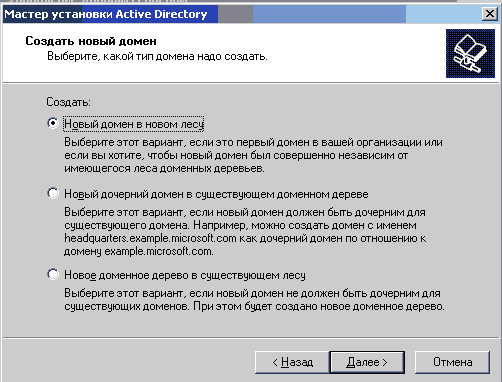 Мастер установки Active Directory
Создать новый домен
Выберите, какой тип домена надо создать.
Создать:
Новый домен в новом лесу
Выберите этот вариант, если это первый домен в вашей организации или
если вы хотите, чтобы новый домен был совершенно независим от
имеющегося леса доменных деревьев.
Новый дочерний домен в существующем доменном дереве
Выберите этот вариант, если новый домен должен быть дочерним для
существующего домена. Например, можно создать домен с именем
headquarters.example.microsoft.com как дочерний домен по отношению к
домену example.microsoft.com.
Новое доменное дерево в существующем лесу
Выберите этот вариант, если новый домен не должен быть дочерним для
существующих доменов. При этом будет создано новое доменное дерево.
< Назад Далее > Отмена